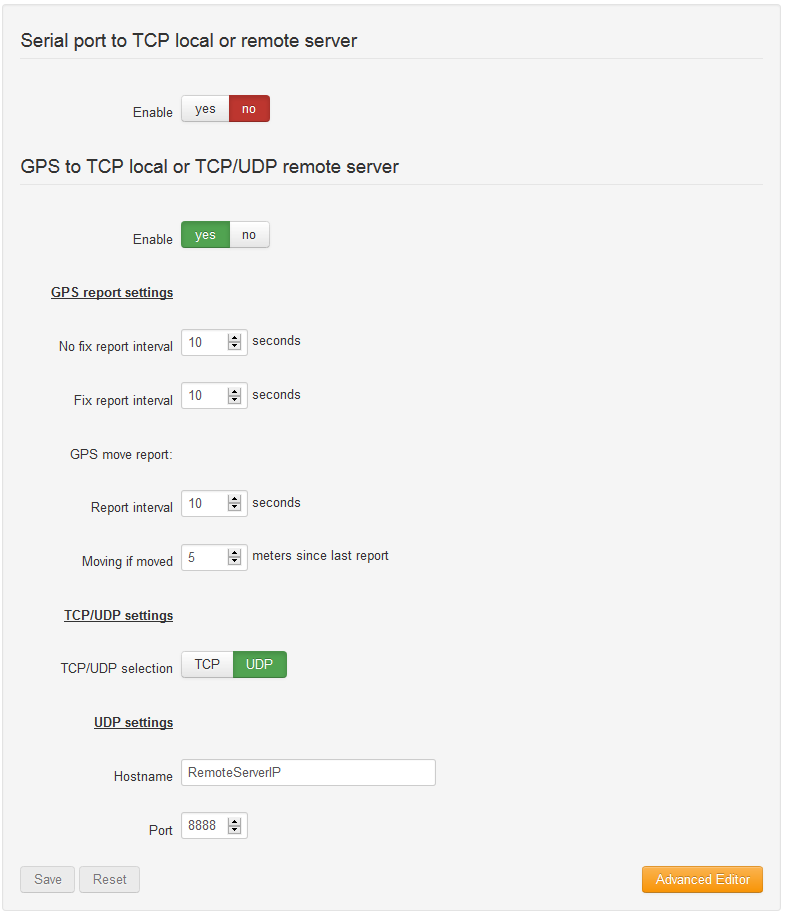 Serial port to TCP local or remote server
Enable yes no
GPS to TCP local or TCP/UDP remote server
Enable yes no
GPS report settings
No fix report interval 10 seconds
Fix report interval 10 seconds
GPS move report:
Report interval 10 seconds
Moving if moved 5 meters since last report
TCP/UDP settings
TCP/UDP selection TCP UDP
UDP settings
Hostname RemoteServerIP
Port 8888
Save Reset Advanced Editor